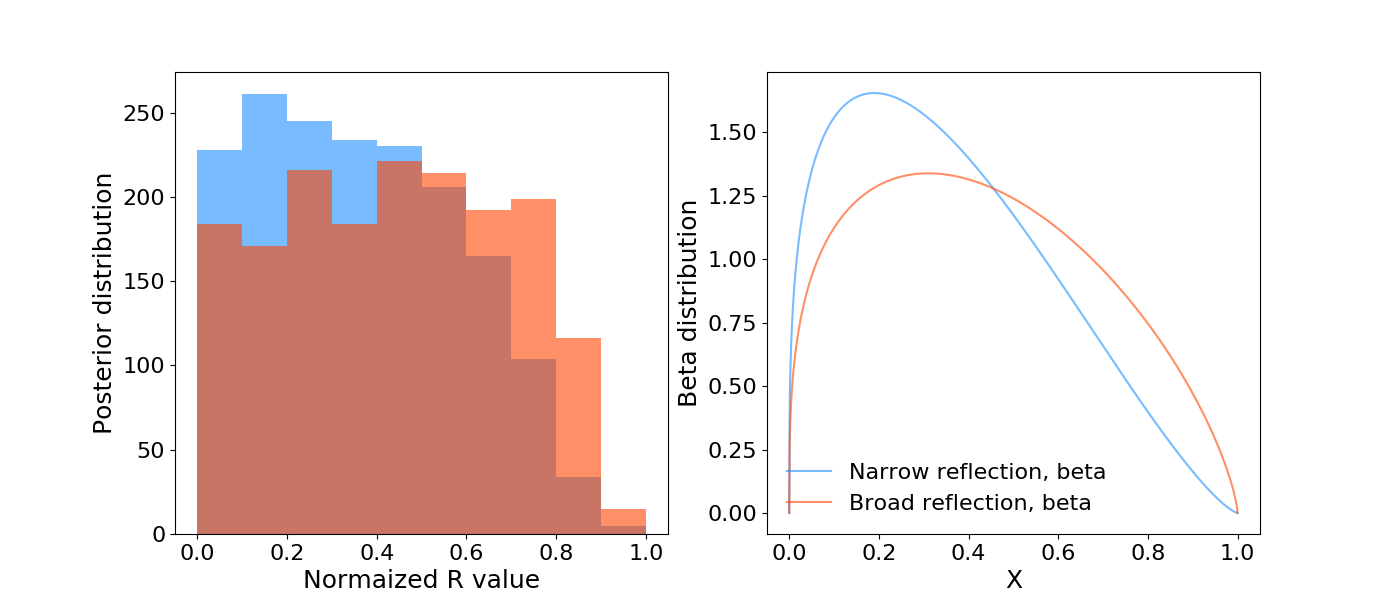 Posterior distribution
250
200
150
100
50
0
0.0 0.2 0.4 0.6 0.8 1.0
Normaized R value
Beta distribution
1.50
1.25
1.00
0.75
0.50
0.25
0.00
Narrow reflection, beta
Broad reflection, beta
0.0 0.2 0.4 0.6 0.8 1.0
X